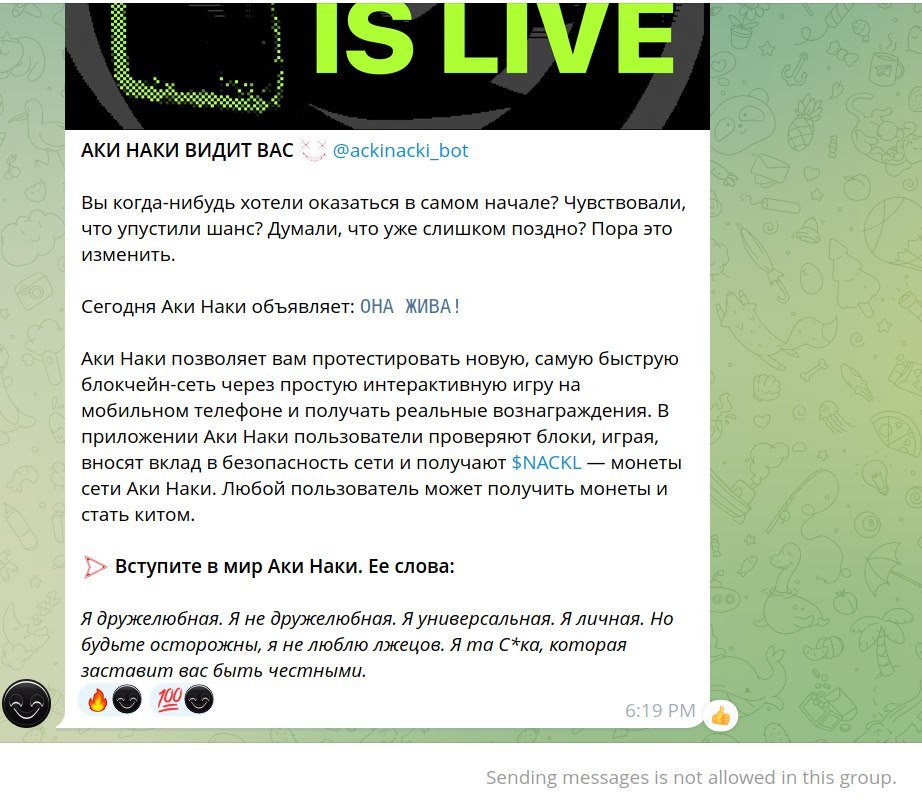 IS LIVE
АКИ НАКИ ВИДИТ ВАС @ackinacki_bot
Вы когда-нибудь хотели оказаться в самом начале? Чувствовали,
что упустили шанс? Думали, что уже слишком поздно? Пора это
изменить.
Сегодня Аки Наки объявляет: ОНА ЖИВА!
Аки Наки позволяет вам протестировать новую, самую быструю
блокчейн-сеть через простую интерактивную игру на
мобильном телефоне и получать реальные вознаграждения. В
приложении Аки Наки пользователи проверяют блоки, играя,
вносят вклад в безопасность сети и получают $NACKL — монеты
сети Аки Наки. Любой пользователь может получить монеты и
стать китом.
Вступите в мир Аки Наки. Ее слова:
Я дружелюбная. Я не дружелюбная. Я универсальная. Я личная. Но
будьте осторожны, я не люблю лжецов. Я та С*ка, которая
заставит вас быть честными.
🔥 💯 6:19 PM 👍
Sending messages is not allowed in this group.